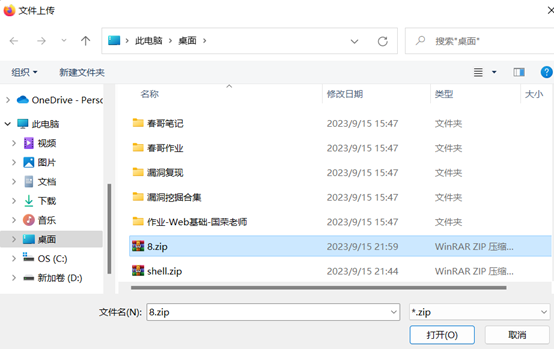 文件上传
此电脑 桌面
搜索"桌面"
组织 新建文件夹
名称 修改日期 类型 大小
OneDrive - Perso
此电脑
视频
图片
文档
下载
音乐
桌面
OS (C:)
新加卷 (D:)
春哥笔记 2023/9/15 15:47 文件夹
春哥作业 2023/9/15 15:47 文件夹
漏洞复现 2023/9/15 15:47 文件夹
漏洞挖掘合集 2023/9/15 15:47 文件夹
作业-Web基础-国荣老师 2023/9/15 15:47 文件夹
8.zip 2023/9/15 21:59 WinRAR ZIP 压缩...
shell.zip 2023/9/15 21:44 WinRAR ZIP 压缩...
文件名(N): 8.zip *.zip
打开(O) 取消